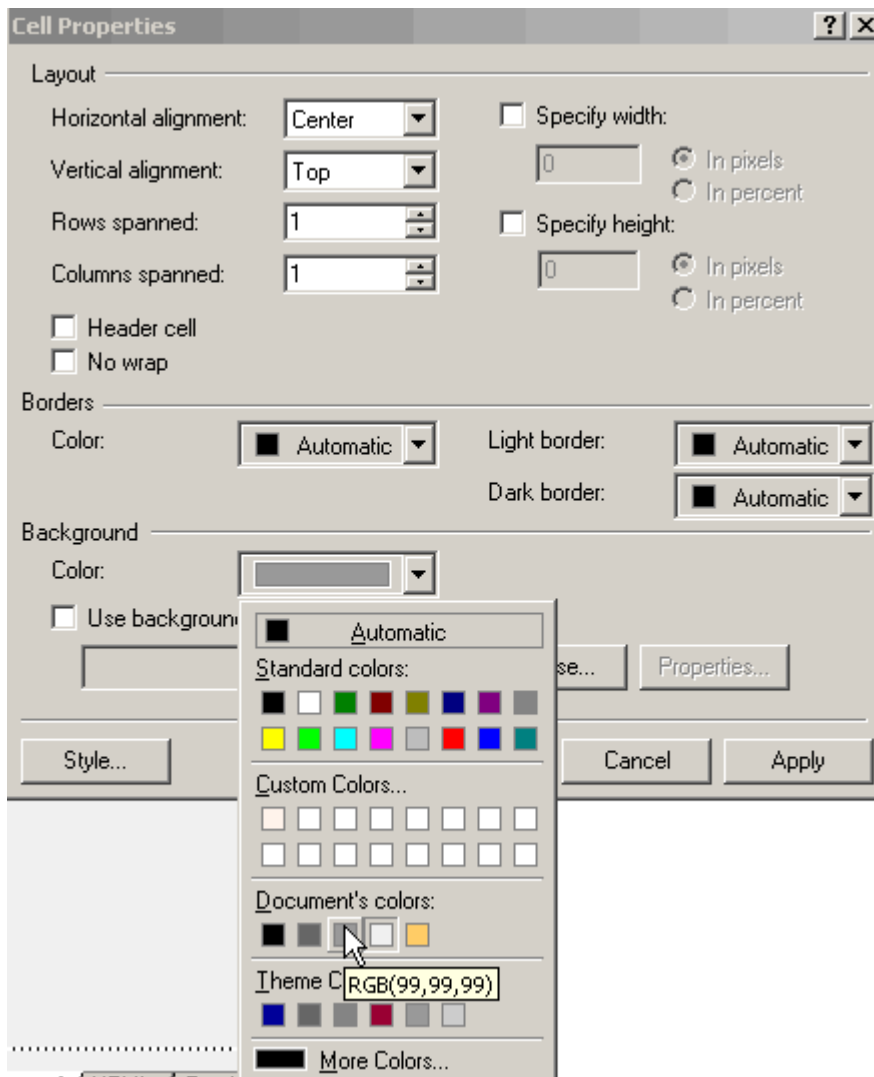 Cell Properties
Layout
Horizontal alignment: Center
Specify width:
Vertical alignment: Top
0
In pixels
In percent
Rows spanned: 1
Specify height:
Columns spanned: 1
0
In pixels
In percent
Header cell
No wrap
Borders
Color: Automatic
Light border: Automatic
Dark border: Automatic
Background
Color:
Use background
Automatic
Standard colors:
Properties...
Style...
Cancel
Apply
Custom Colors...
Document's colors:
Theme C
RGB(99,99,99)
More Colors...